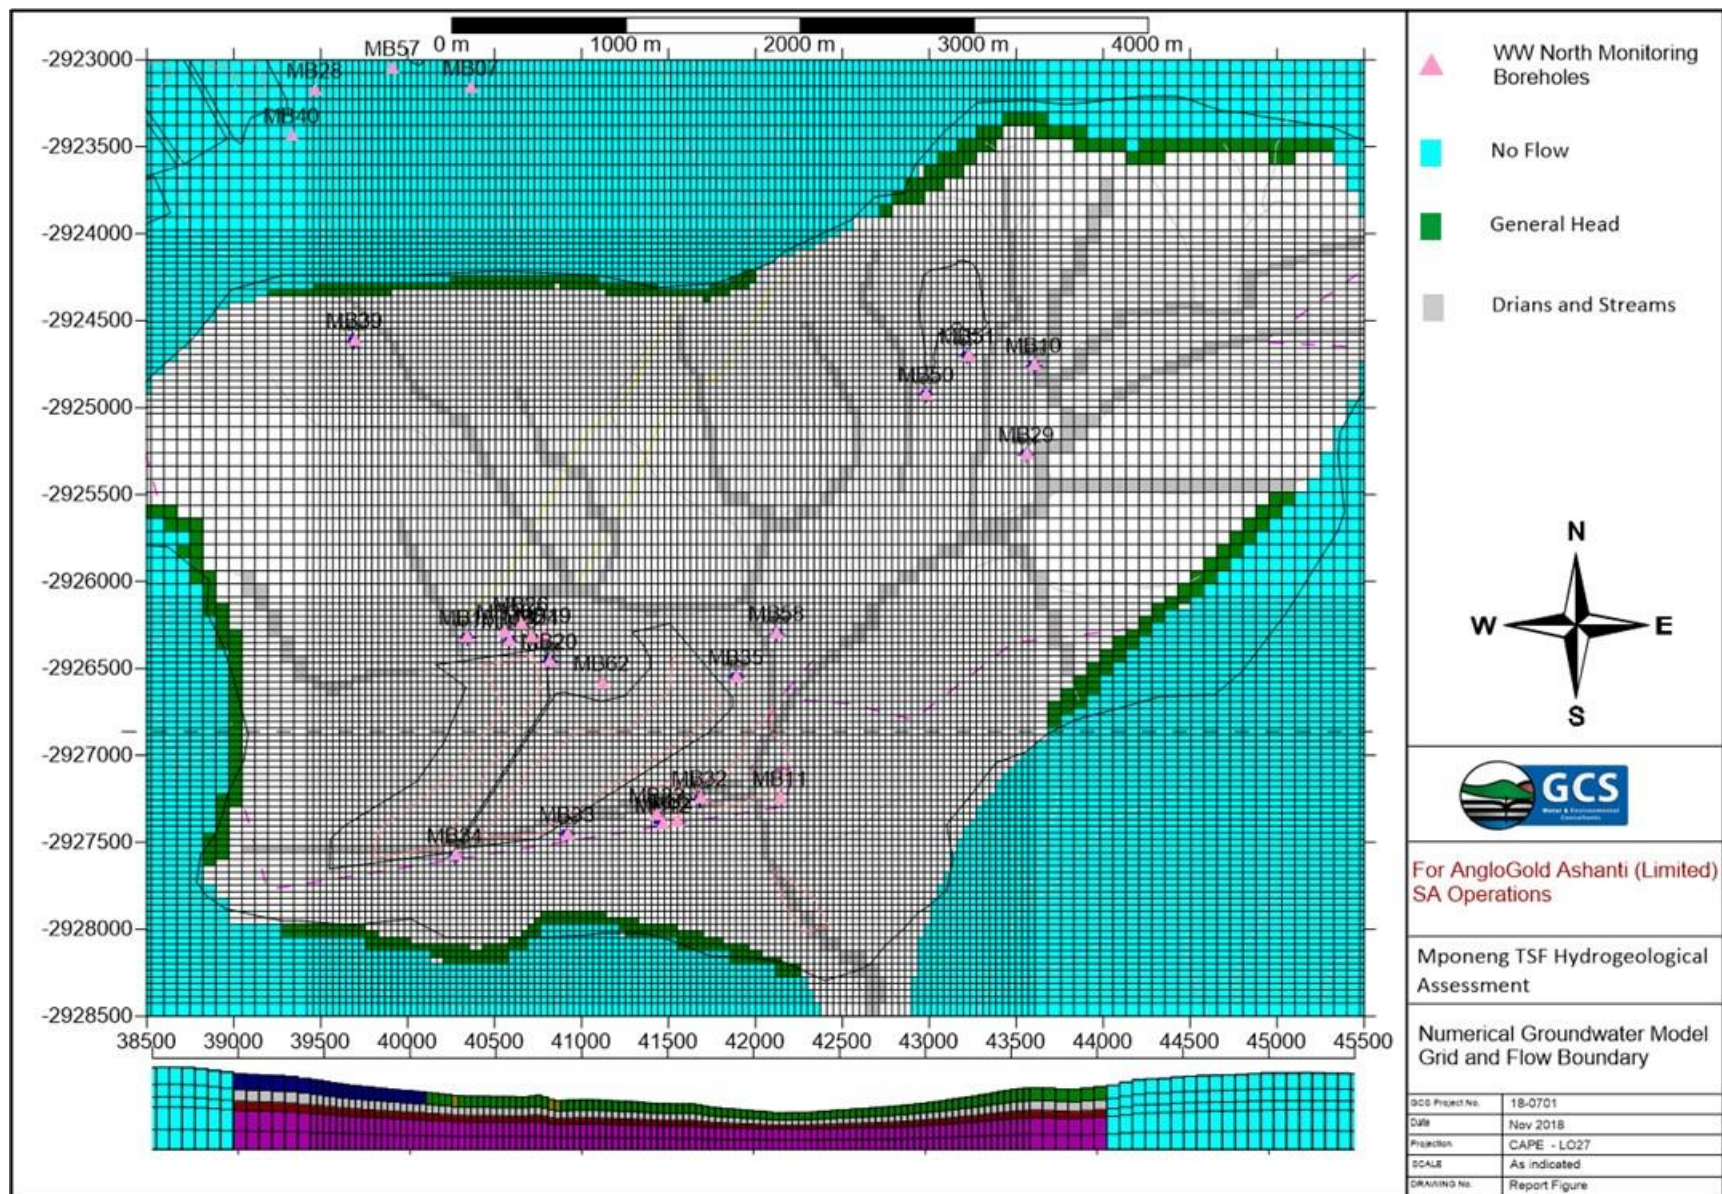 0 m 1000 m 2000 m 3000 m 4000 m
MB57
MB28
MB07
MB40
MB39
MB51
MB10
MB50
MB29
MB20
MB62
MB58
MB35
MB32
MB11
MB33
MB34
-2923000
-2923500
-2924000
-2924500
-2925000
-2925500
-2926000
-2926500
-2927000
-2927500
-2928000
-2928500
38500 39000 39500 40000 40500 41000 41500 42000 42500 43000 43500 44000 44500 45000 45500
WW North Monitoring
Boreholes
No Flow
General Head
Drians and Streams
N
W E
S
GCS
Water & Environmental
Consultants
For AngloGold Ashanti (Limited)
SA Operations
Mponeng TSF Hydrogeological
Assessment
Numerical Groundwater Model
Grid and Flow Boundary
GCS Project No. 18-0701
Date Nov 2018
Projection CAPE - LO27
SCALE As indicated
DRAWING No. Report Figure